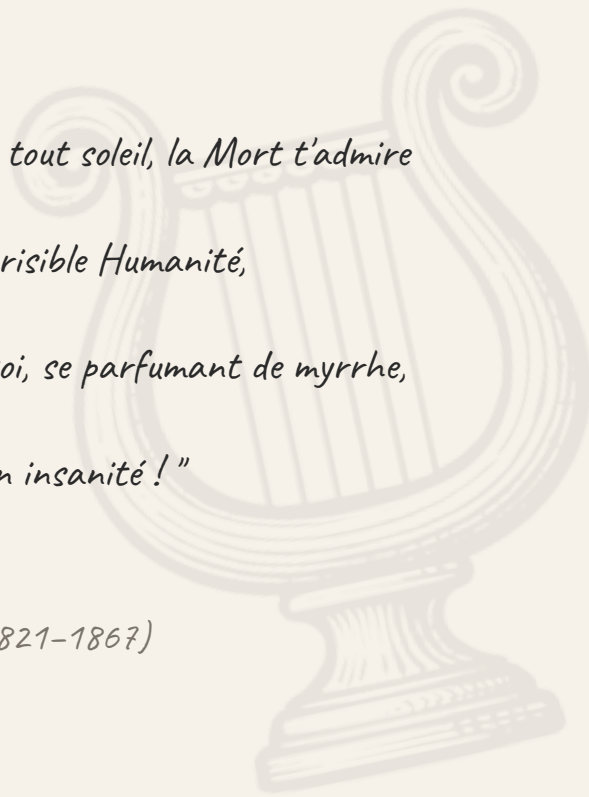 tout soleil, la Mort t'admire
risible Humanité,
oi, se parfumant de myrrhe,
n insanité ! "
821–1867)